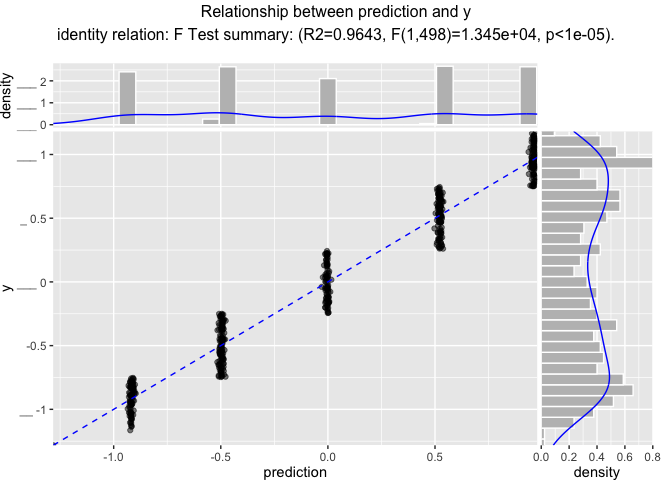 Relationship between prediction and y
identity relation: F Test summary: (R2=0.9643, F(1,498)=1.345e+04, p<1e-05).
density
2
1
0
y
1
0.5
0
-0.5
-1
-1.0 -0.5 0.0 0.5
prediction
0.0 0.2 0.4 0.6 0.8
density